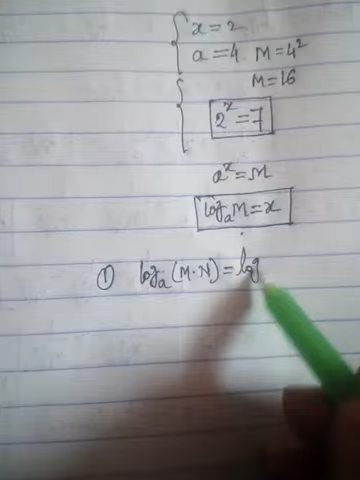 x = 2
a = 4 M = 4²
M = 16
2ˣ = 7
aˣ = M
logₐM = x
① logₐ(M·N) = log